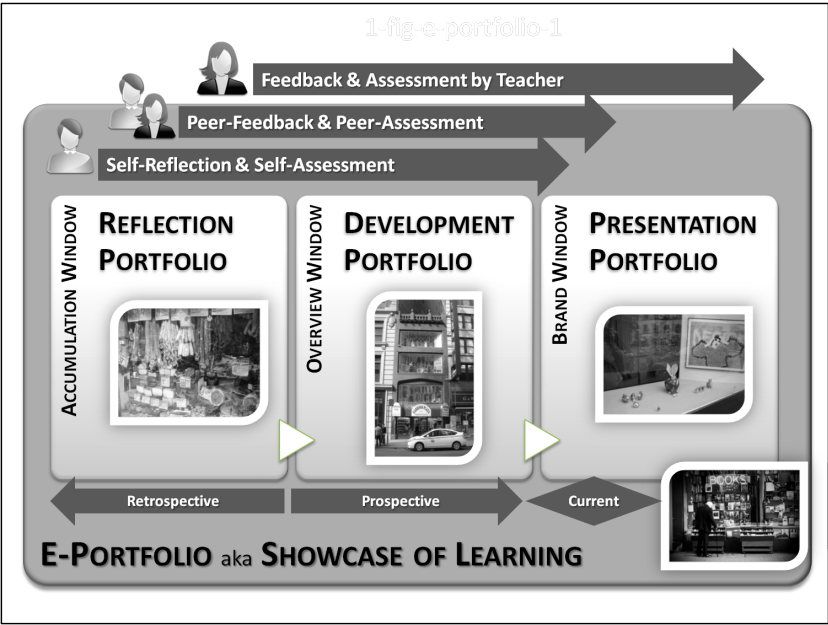 1-fig-e-portfolio-1
Feedback & Assessment by Teacher
Peer-Feedback & Peer-Assessment
Self-Reflection & Self-Assessment
ACCUMULATION WINDOW
REFLECTION
PORTFOLIO
OVERVIEW WINDOW
DEVELOPMENT
PORTFOLIO
BRAND WINDOW
PRESENTATION
PORTFOLIO
Retrospective
Prospective
Current
BOOKS
E-PORTFOLIO aka SHOWCASE OF LEARNING